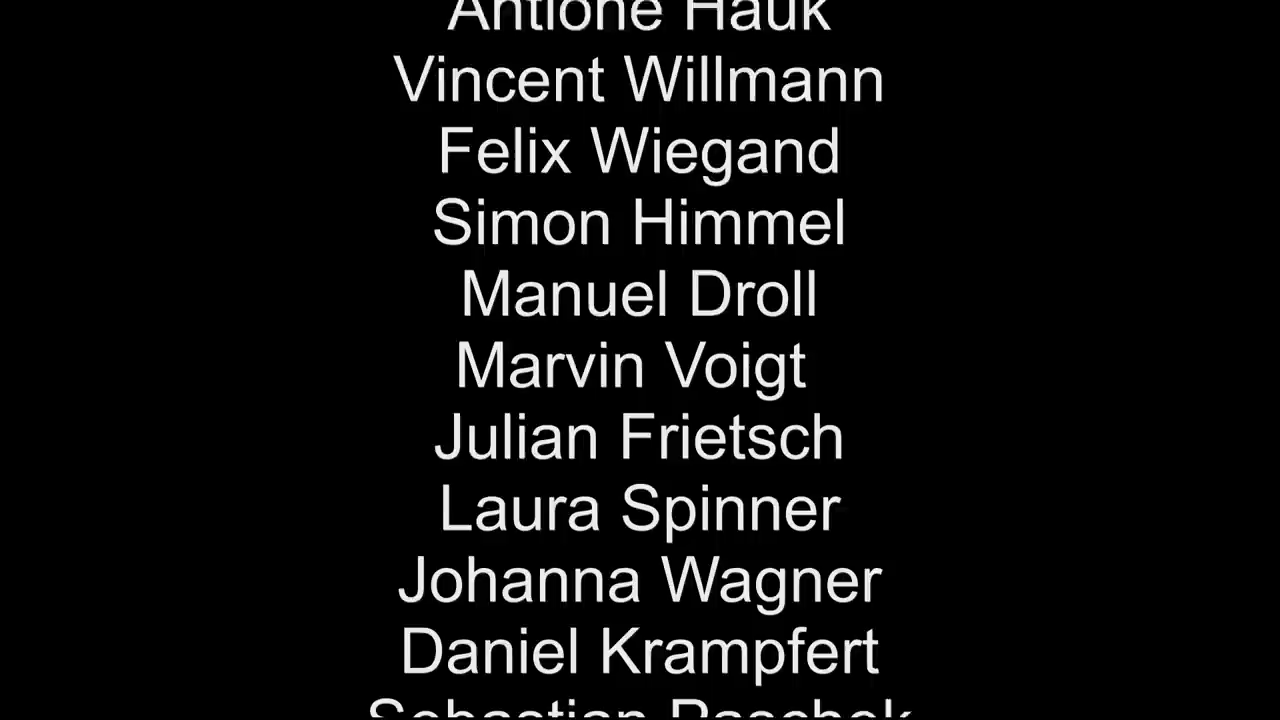 Antione Hauk
Vincent Willmann
Felix Wiegand
Simon Himmel
Manuel Droll
Marvin Voigt
Julian Frietsch
Laura Spinner
Johanna Wagner
Daniel Krampfert
Sebastian